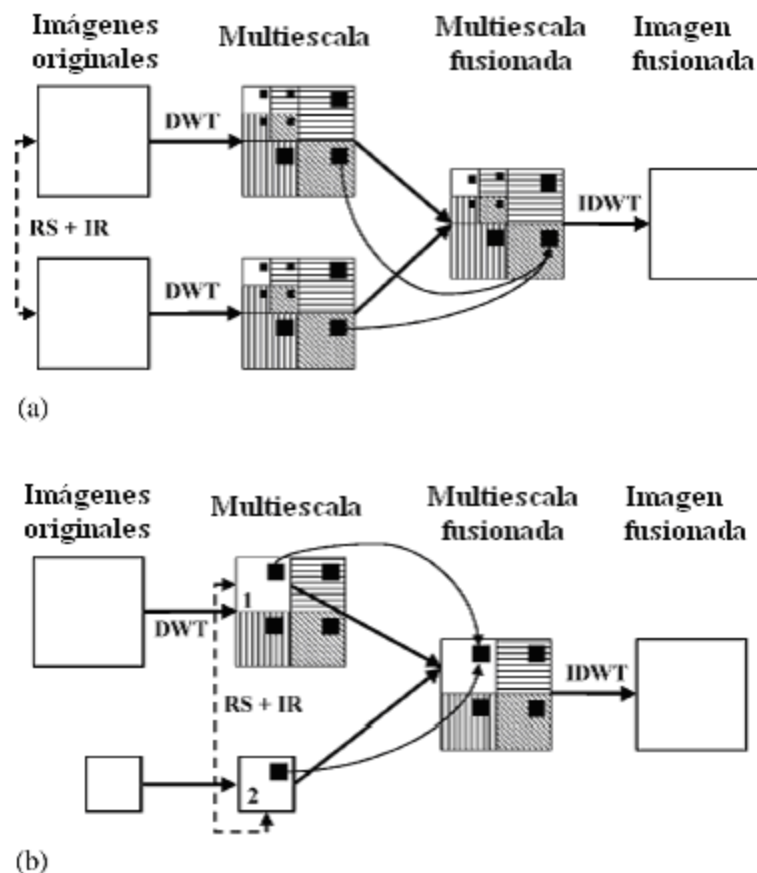 Imágenes
originales
Multiescala
Multiescala
fusionada
Imagen
fusionada
DWT
RS + IR
IDWT
DWT
(a)
Imágenes
originales
Multiescala
Multiescala
fusionada
Imagen
fusionada
1
DWT
IDWT
RS + IR
2
(b)